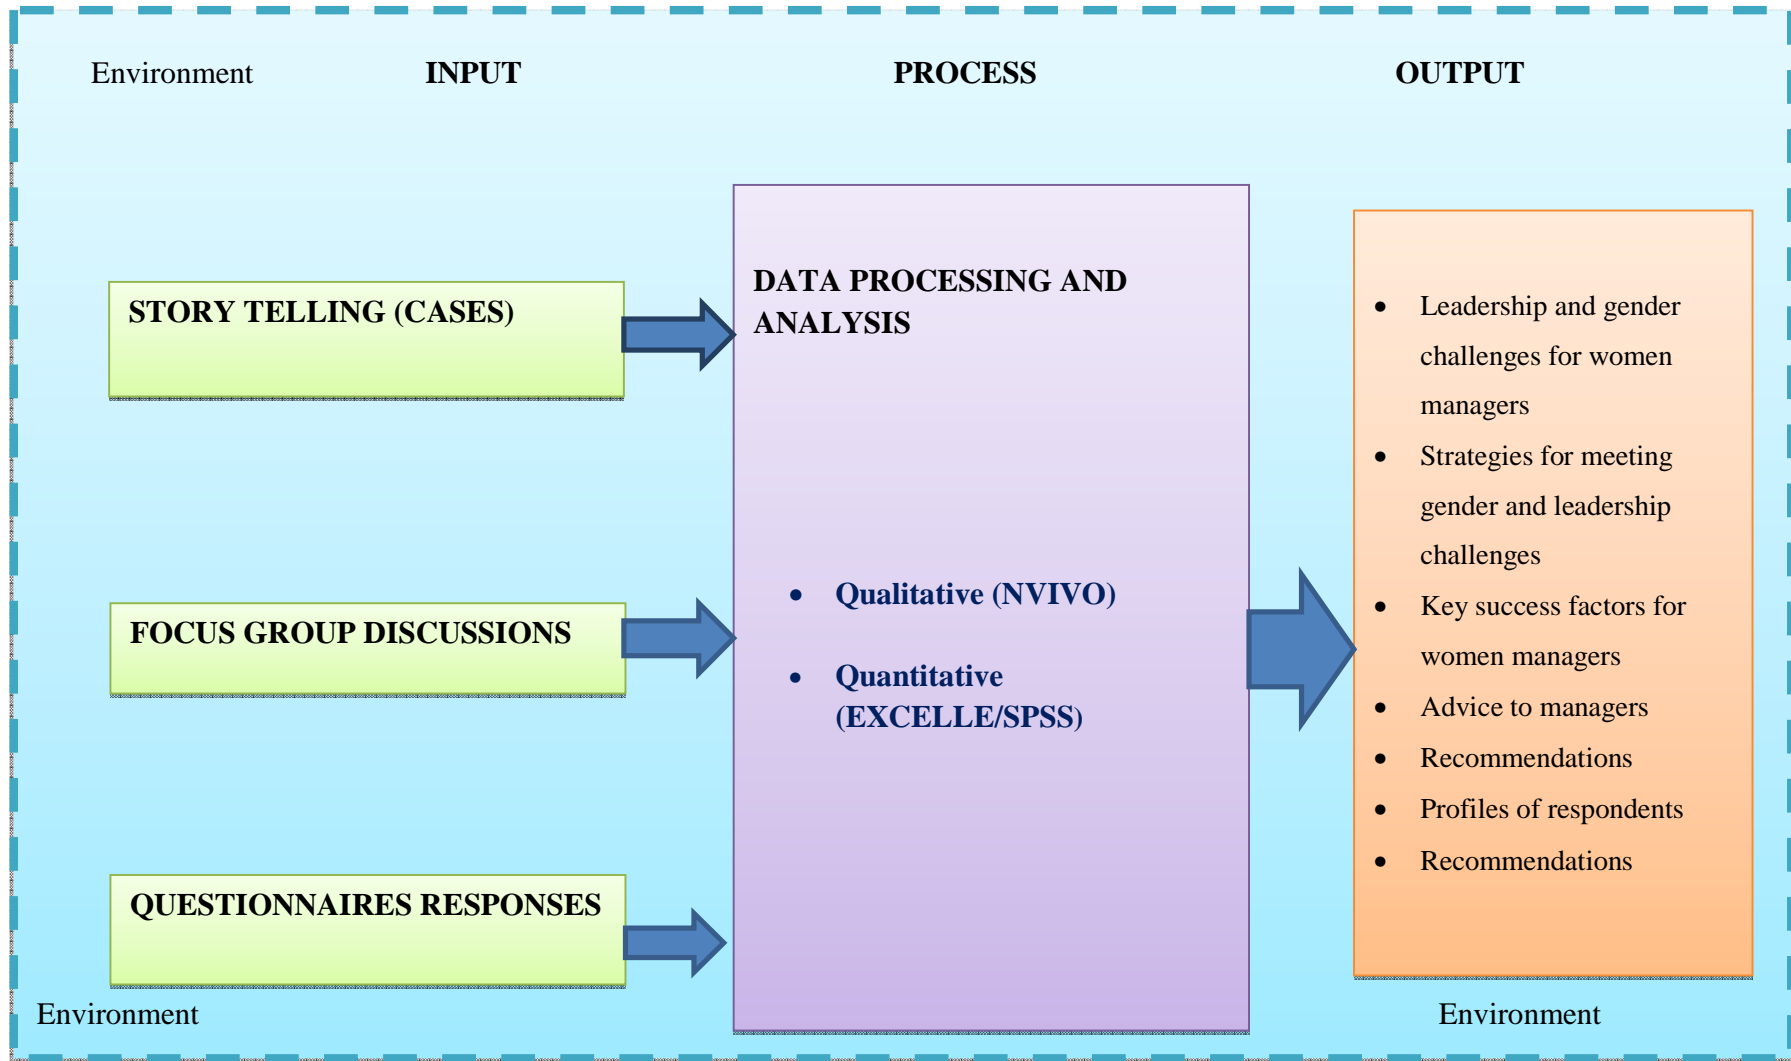 Environment
INPUT
PROCESS
OUTPUT
STORY TELLING (CASES)
FOCUS GROUP DISCUSSIONS
QUESTIONNAIRES RESPONSES
DATA PROCESSING AND
ANALYSIS
• Qualitative (NVIVO)
• Quantitative
(EXCELLE/SPSS)
• Leadership and gender
challenges for women
managers
• Strategies for meeting
gender and leadership
challenges
• Key success factors for
women managers
• Advice to managers
• Recommendations
• Profiles of respondents
• Recommendations
Environment
Environment